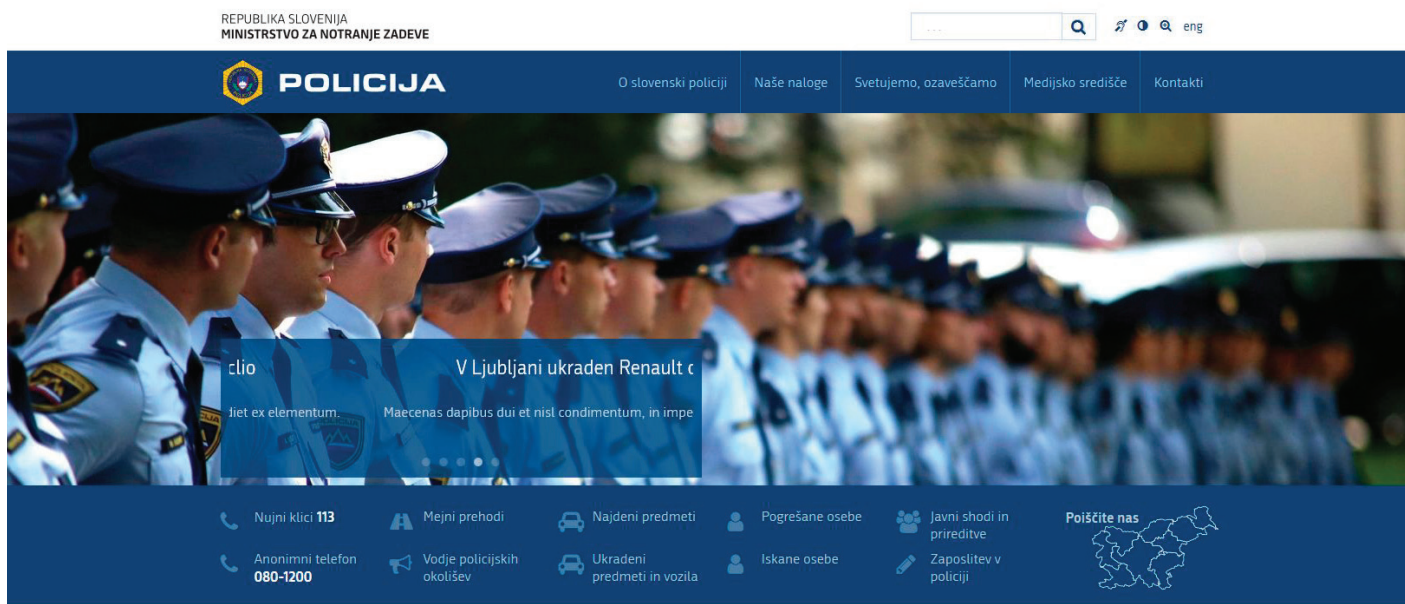 REPUBLIKA SLOVENIJA
MINISTRSTVO ZA NOTRANJE ZADEVE
...
eng
POLICIJA
O slovenski policiji
Naše naloge
Svetujemo, ozaveščamo
Medijsko središče
Kontakti
clio
V Ljubljani ukraden Renault c
diet ex elementum.
Maecenas dapibus dui et nisl condimentum, in impe
POLICIJA
Nujni klici 113
Mejni prehodi
Najdeni predmeti
Pogrešane osebe
Javni shodi in
prireditve
Poiščite nas
Anonimni telefon
080-1200
Vodje policijskih
okolišev
Ukradeni
predmeti in vozila
Iskane osebe
Zaposlitev v
policiji